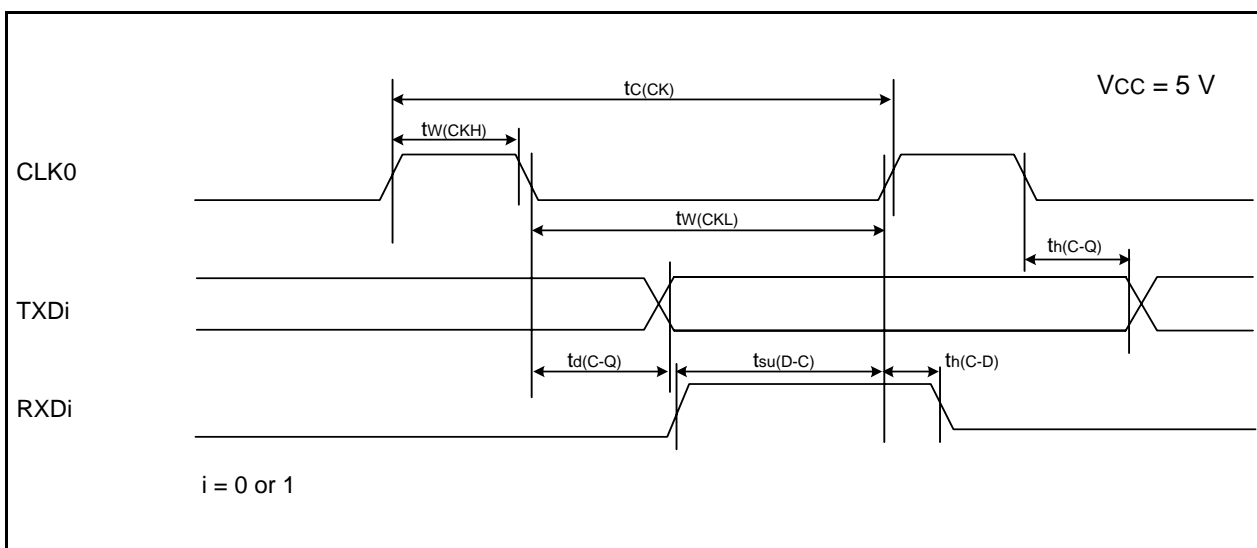 tC(CK)
VCC = 5 V
tW(CKH)
CLK0
tW(CKL)
th(C-Q)
TXDi
td(C-Q)
tsu(D-C)
th(C-D)
RXDi
i = 0 or 1